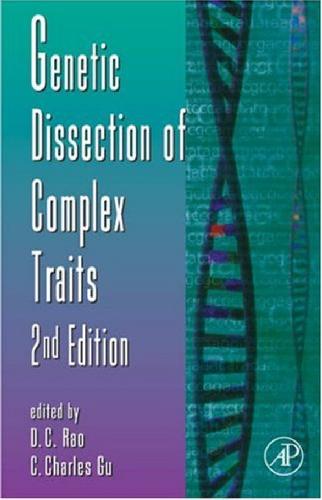 Genetic
Dissection of
Complex
Traits
2nd Edition
edited by
D. C. Rao
C. Charles Gu
AP